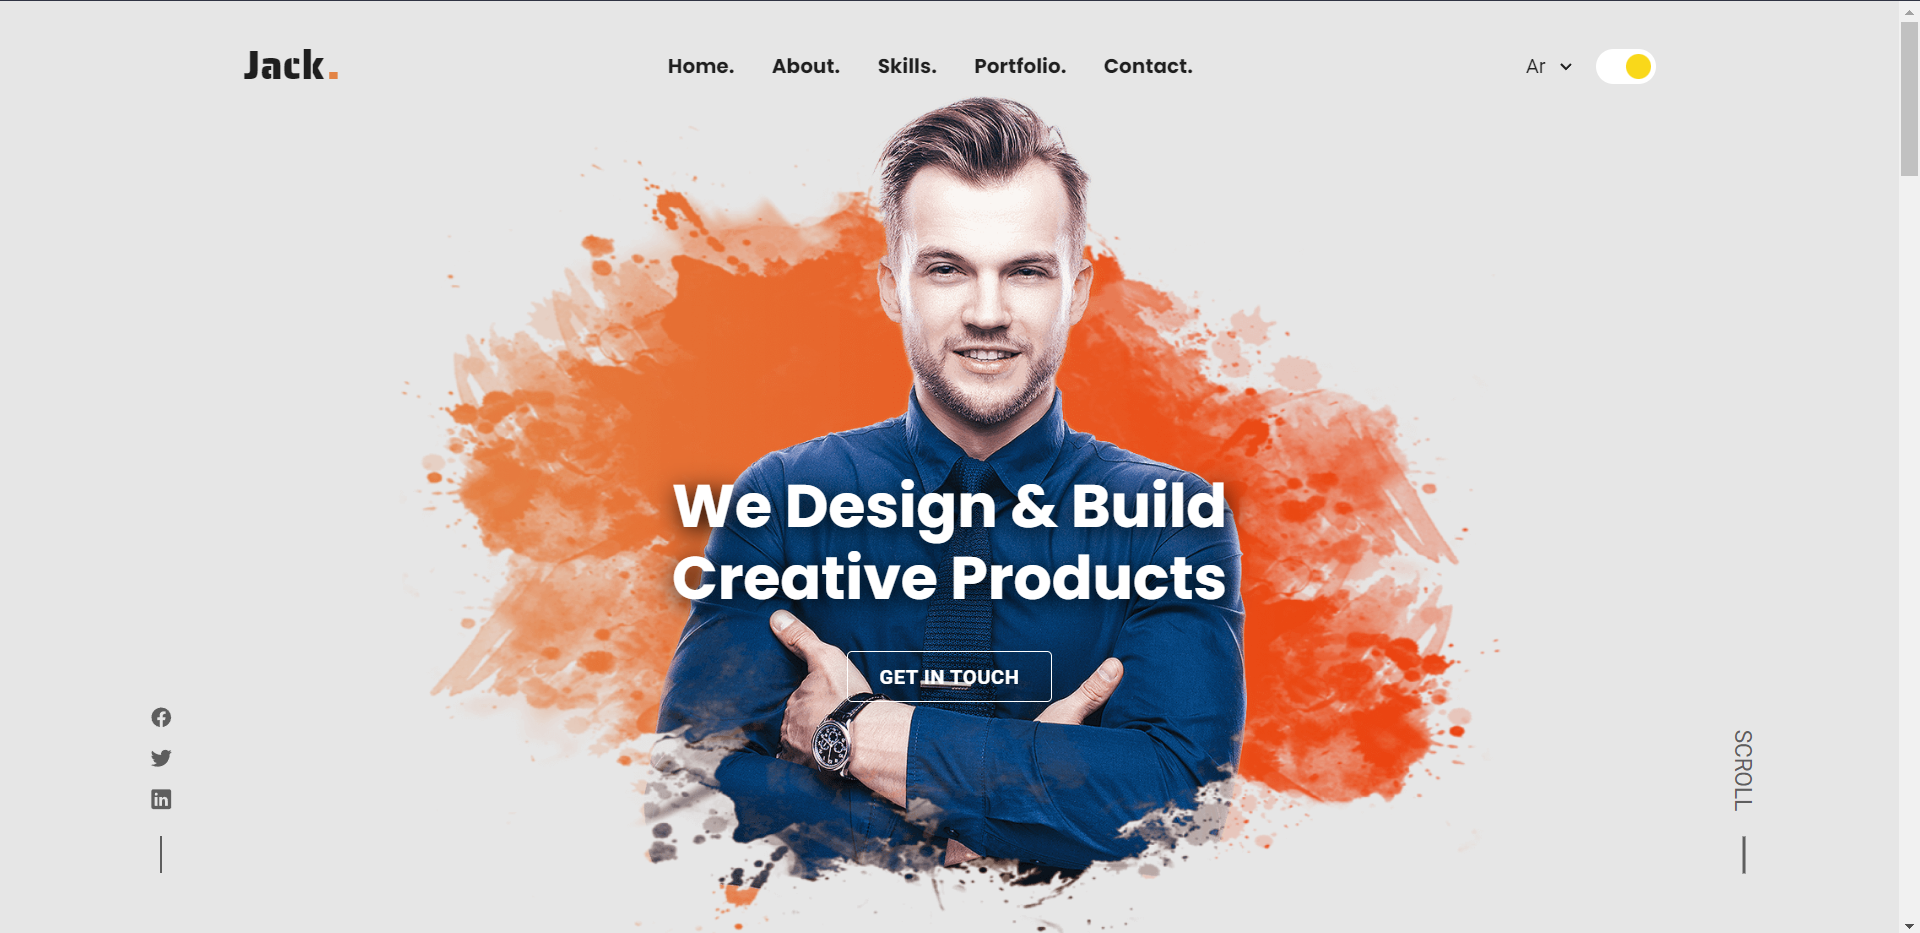 Jack.
Home. About. Skills. Portfolio. Contact.
Ar
We Design & Build
Creative Products
GET IN TOUCH
SCROLL